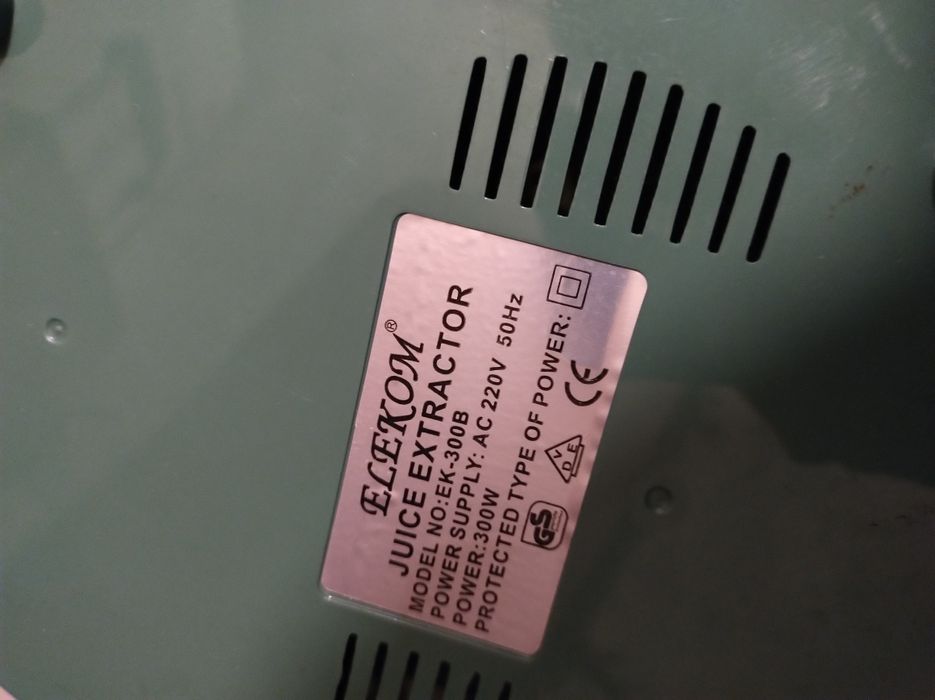 ELEKOM®
JUICE EXTRACTOR
MODEL NO:EK-300B
POWER SUPPLY: AC 220V 50Hz
POWER:300W
PROTECTED TYPE OF POWER:
GS VDE CE